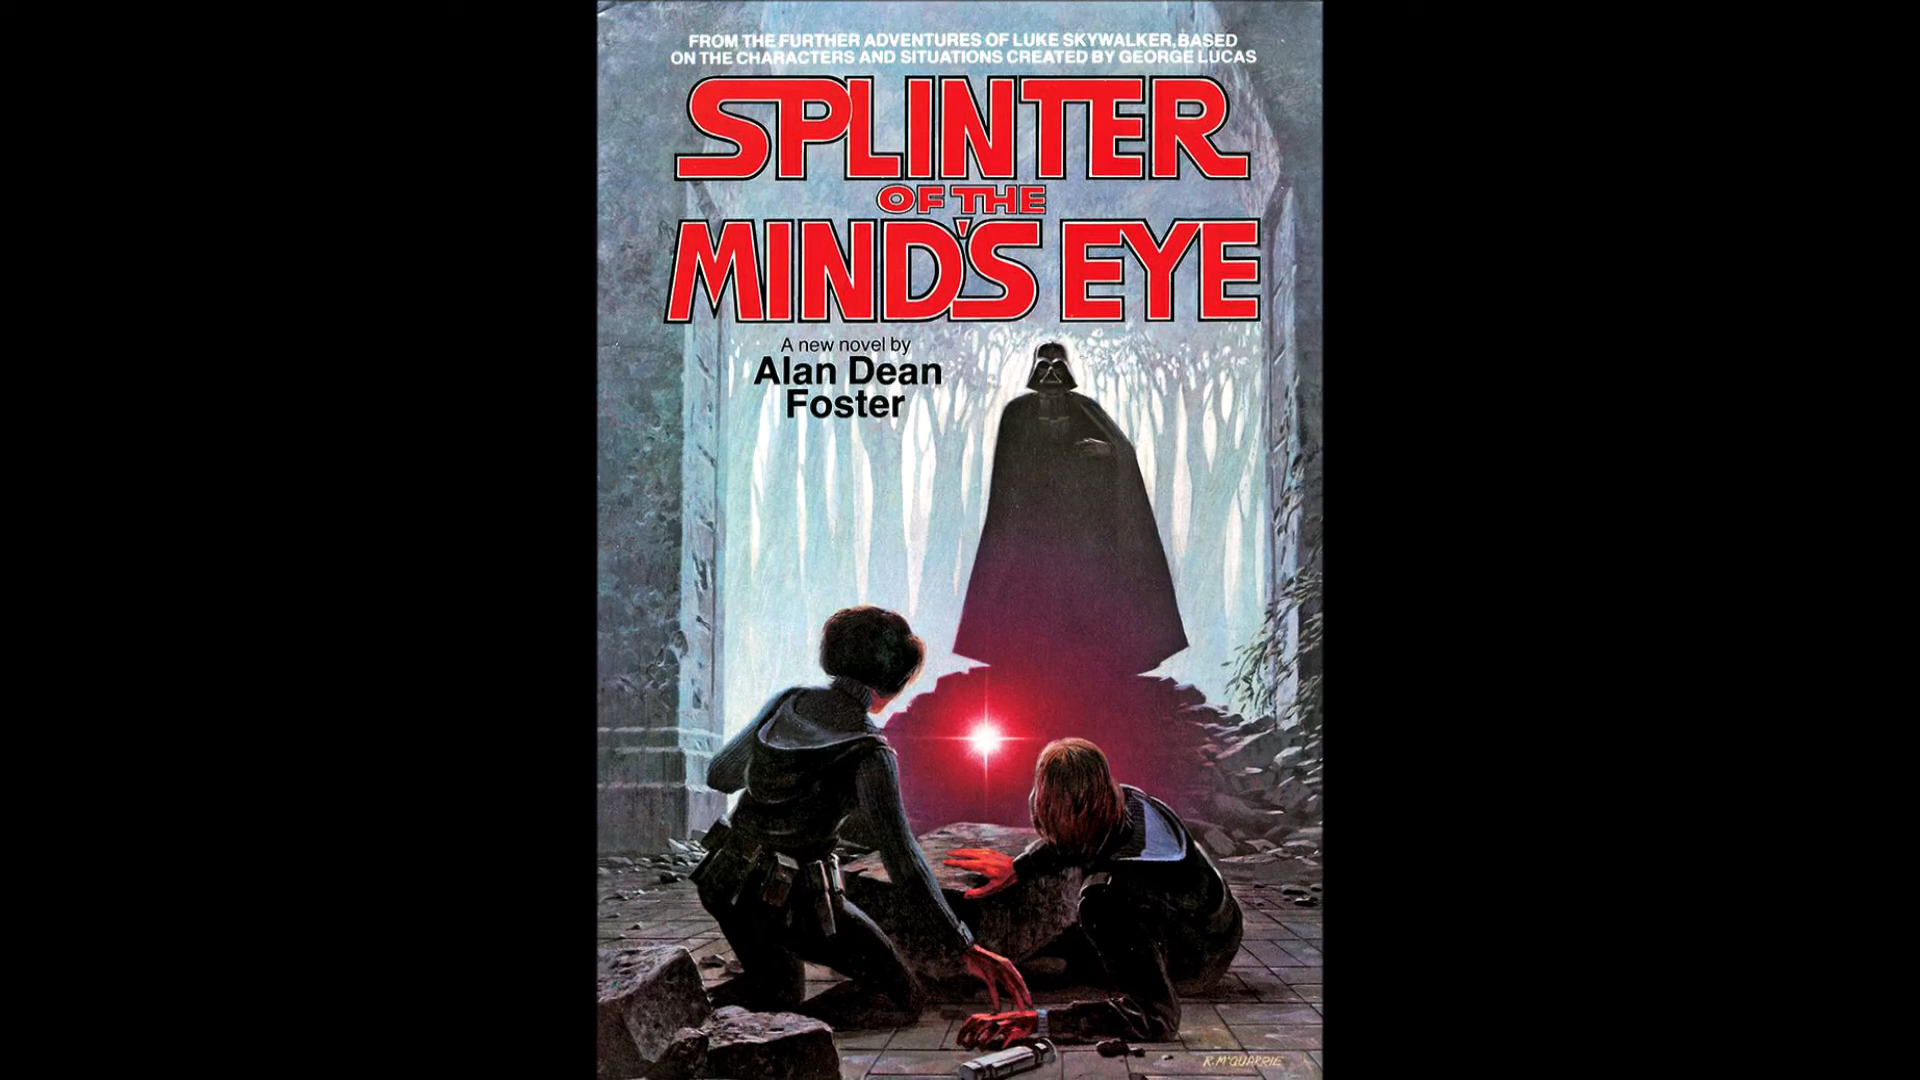 FROM THE FURTHER ADVENTURES OF LUKE SKYWALKER, BASED
ON THE CHARACTERS AND SITUATIONS CREATED BY GEORGE LUCAS
SPLINTER
OF THE
MIND'S EYE
A new novel by
Alan Dean
Foster
R. McQUARRIE